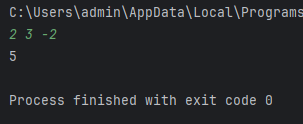 C:\Users\admin\AppData\Local\Programs
2 3 -2
5
Process finished with exit code 0